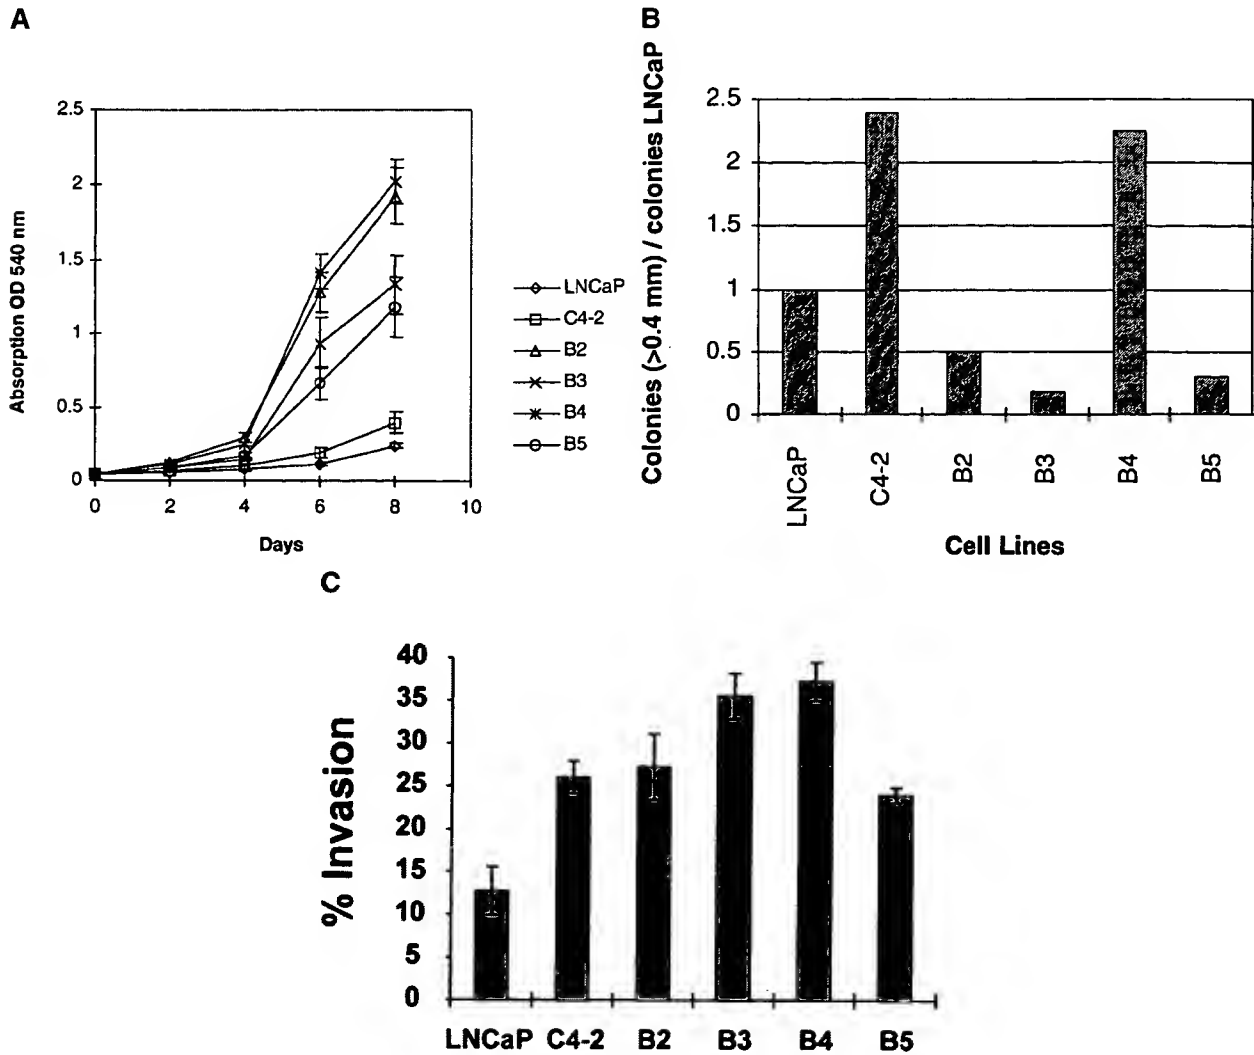 A
Absorption OD 540 nm
2.5
2
1.5
1
0.5
0
0 2 4 6 8 10
Days
LNCaP
C4-2
B2
B3
B4
B5
B
Colonies (>0.4 mm) / colonies LNCaP
2.5
2
1.5
1
0.5
0
LNCaP C4-2 B2 B3 B4 B5
Cell Lines
C
% Invasion
40
35
30
25
20
15
10
5
0
LNCaP C4-2 B2 B3 B4 B5